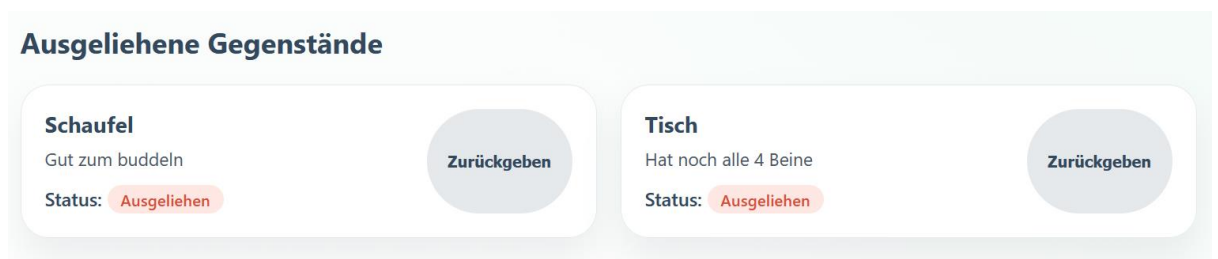 Ausgeliehene Gegenstände
Schaufel
Gut zum buddeln
Status: Ausgeliehen
Zurückgeben
Tisch
Hat noch alle 4 Beine
Status: Ausgeliehen
Zurückgeben